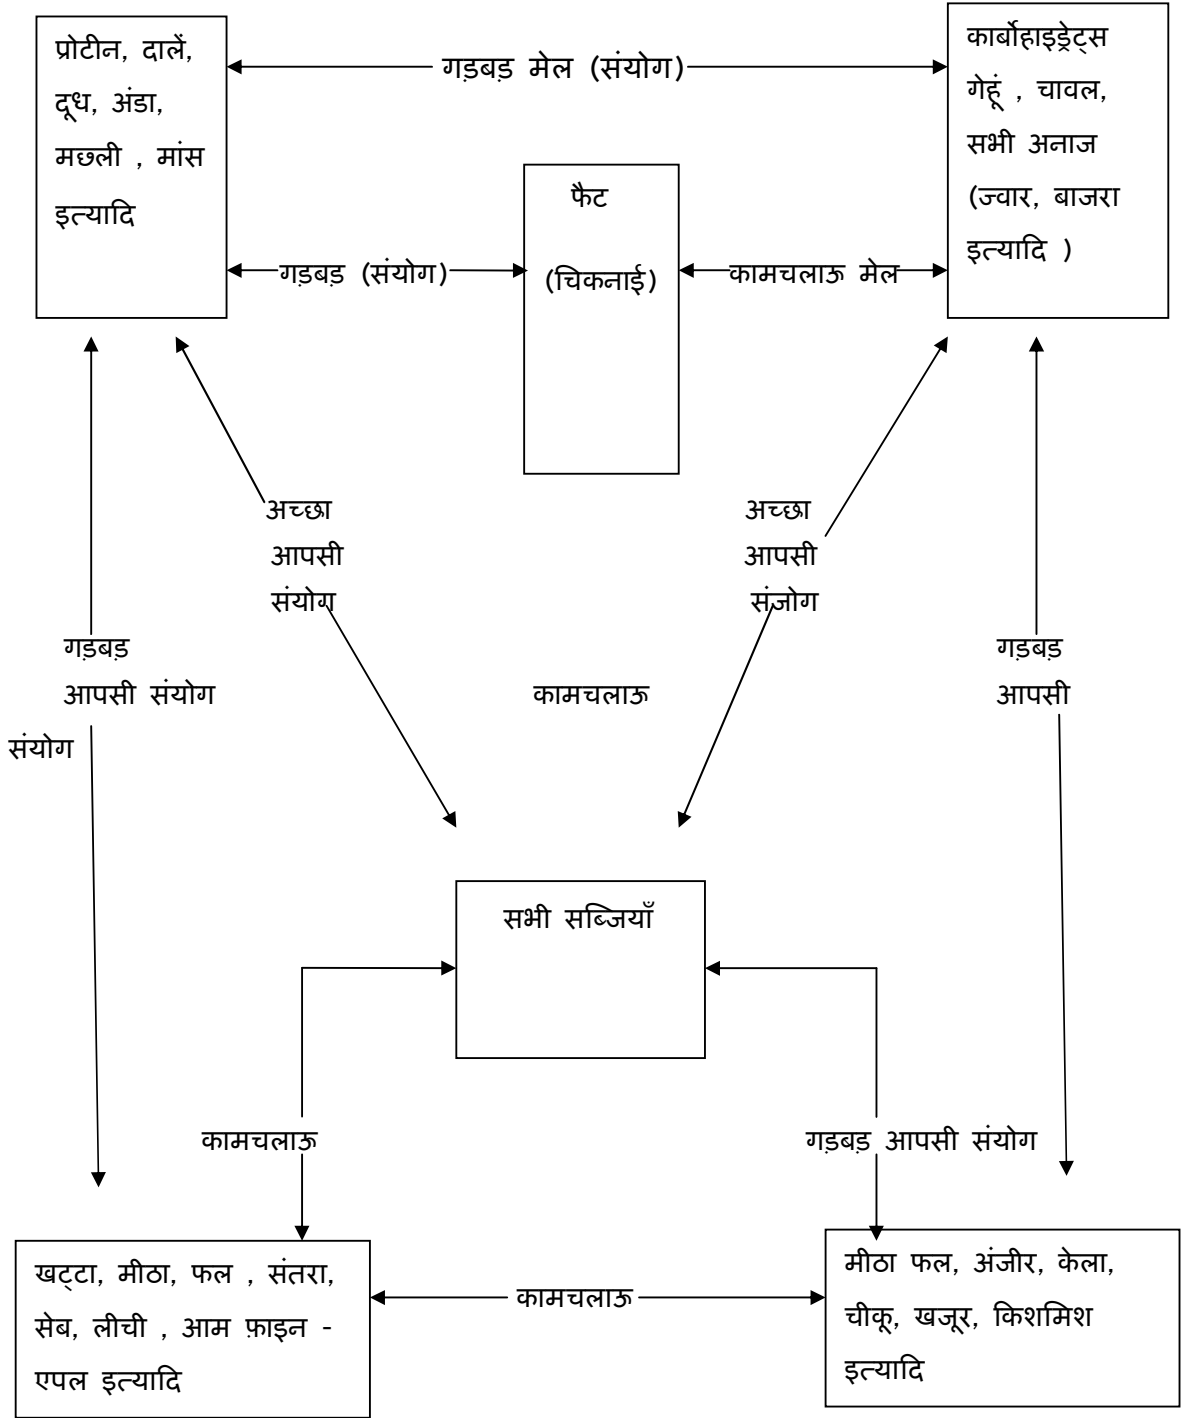 प्रोटीन, दालें,
दूध, अंडा,
मछ्ली , मांस
इत्यादि
गड़बड़ मेल (संयोग)
कार्बोहाइड्रेट्स
गेहूं , चावल,
सभी अनाज
(ज्वार, बाजरा
इत्यादि )
फैट
(चिकनाई)
गड़बड़ (संयोग)
कामचलाऊ मेल
अच्छा
आपसी
संयोग
अच्छा
आपसी
संजोग
गड़बड़
आपसी संयोग
संयोग
कामचलाऊ
गड़बड़
आपसी
सभी सब्जियाँ
कामचलाऊ
गड़बड़ आपसी संयोग
खट्टा, मीठा, फल , संतरा,
सेब, लीची , आम फ़ाइन -
एपल इत्यादि
कामचलाऊ
मीठा फल, अंजीर, केला,
चीकू, खजूर, किशमिश
इत्यादि